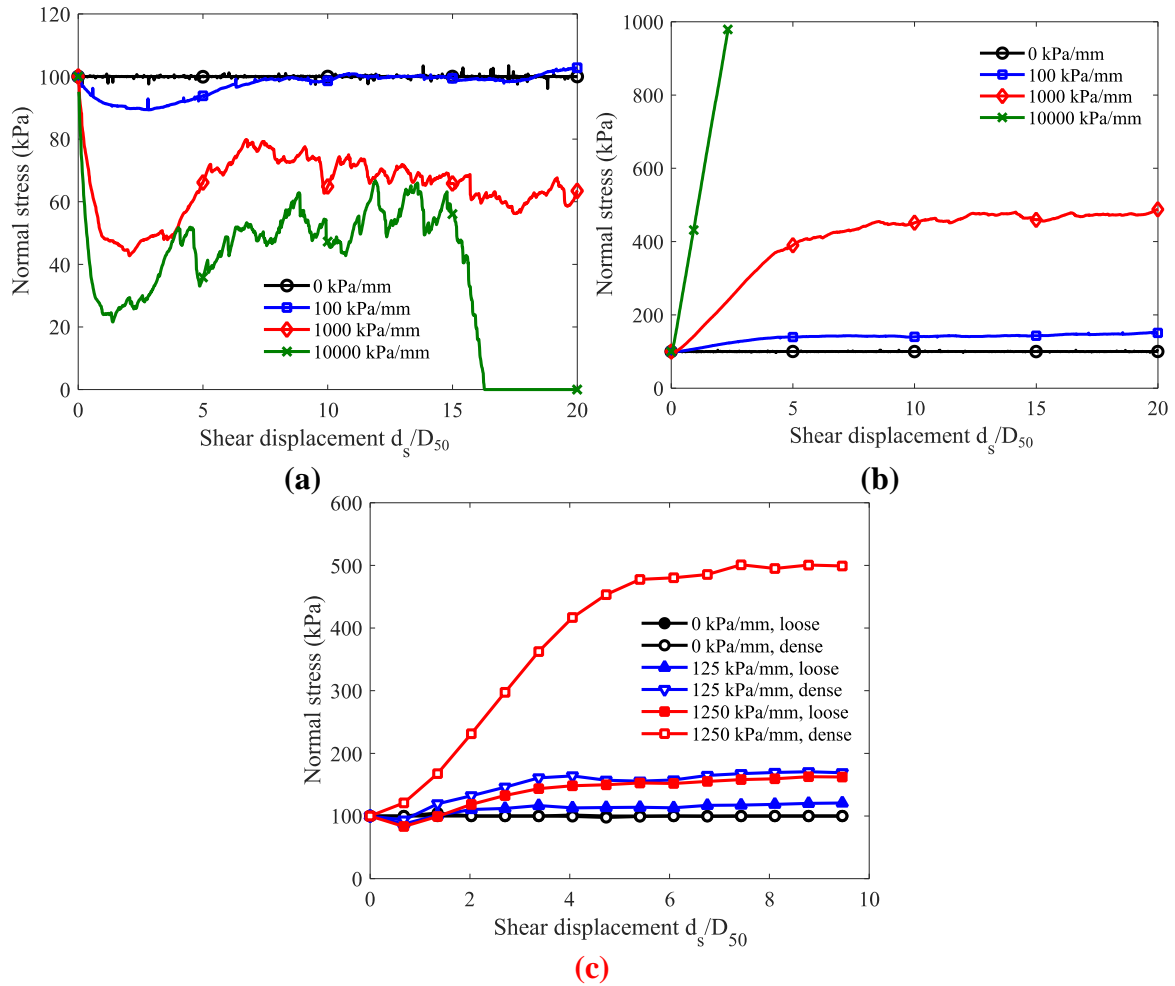 120
100
80
60
40
20
0
Normal stress (kPa)
0 kPa/mm
100 kPa/mm
1000 kPa/mm
10000 kPa/mm
0 5 10 15 20
Shear displacement d_s/D_50
(a)
1000
800
600
400
200
0
Normal stress (kPa)
0 kPa/mm
100 kPa/mm
1000 kPa/mm
10000 kPa/mm
0 5 10 15 20
Shear displacement d_s/D_50
(b)
600
500
400
300
200
100
0
Normal stress (kPa)
0 kPa/mm, loose
0 kPa/mm, dense
125 kPa/mm, loose
125 kPa/mm, dense
1250 kPa/mm, loose
1250 kPa/mm, dense
0 2 4 6 8 10
Shear displacement d_s/D_50
(c)